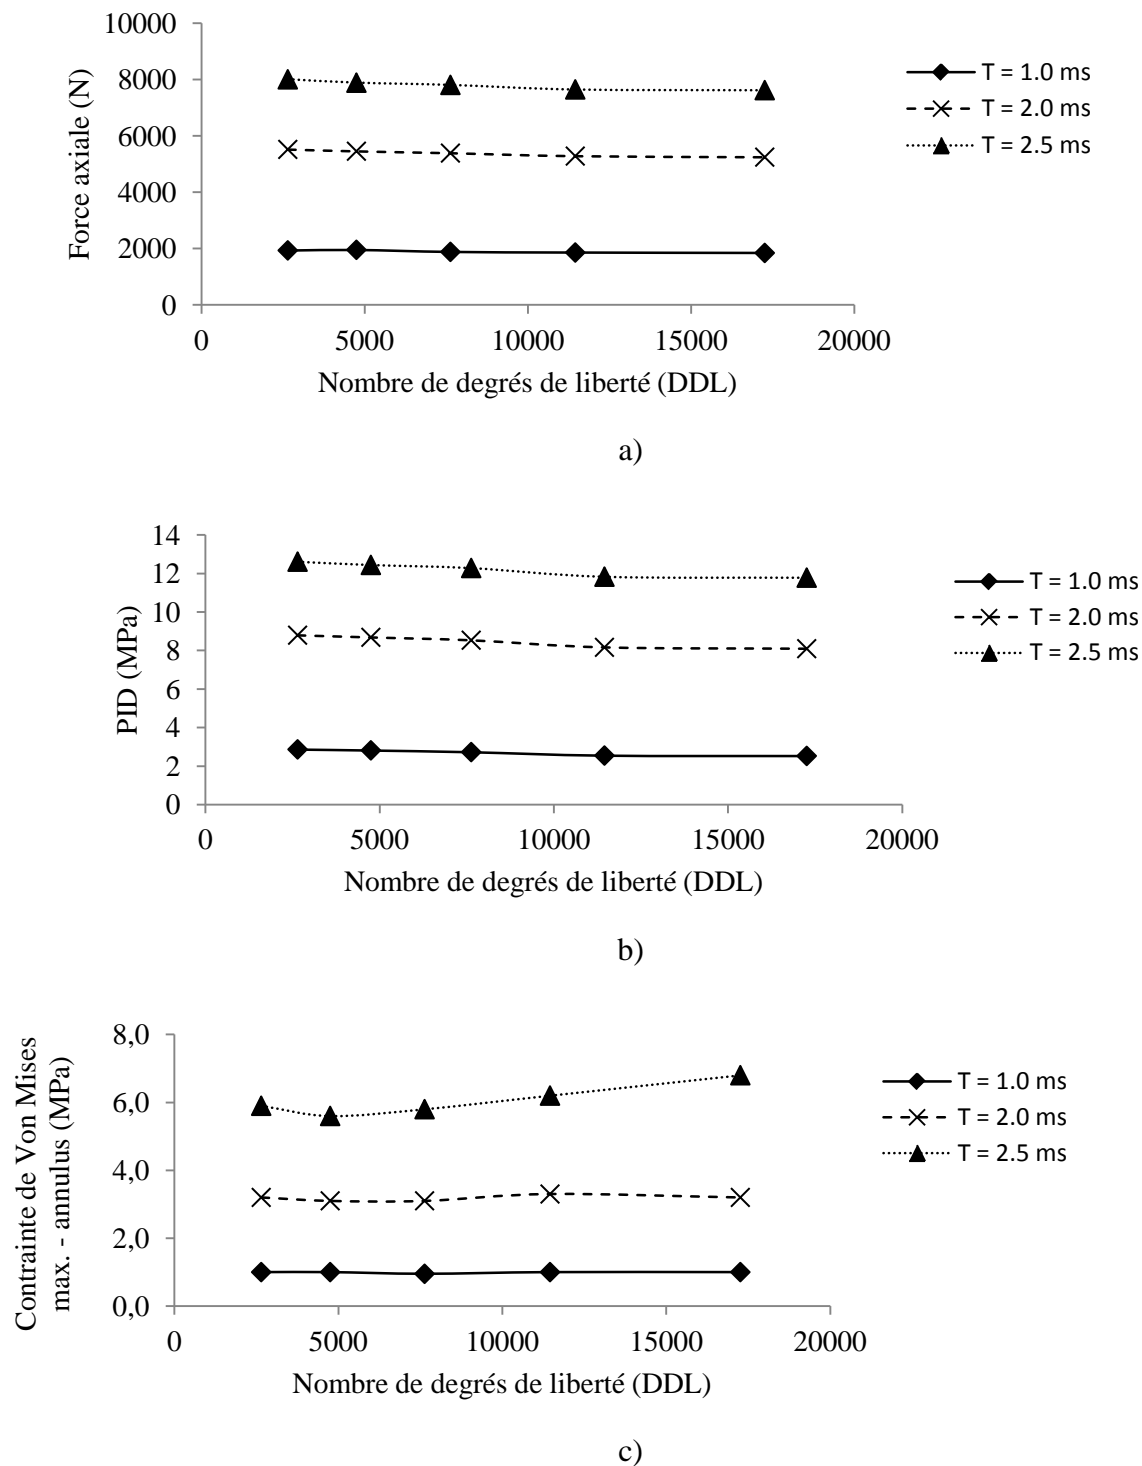 10000
8000
6000
4000
2000
0
Force axiale (N)
0 5000 10000 15000 20000
Nombre de degrés de liberté (DDL)
T = 1.0 ms
T = 2.0 ms
T = 2.5 ms
a)
14
12
10
8
6
4
2
0
PID (MPa)
0 5000 10000 15000 20000
Nombre de degrés de liberté (DDL)
T = 1.0 ms
T = 2.0 ms
T = 2.5 ms
b)
8,0
6,0
4,0
2,0
0,0
Contrainte de Von Mises
max. - annulus (MPa)
0 5000 10000 15000 20000
Nombre de degrés de liberté (DDL)
T = 1.0 ms
T = 2.0 ms
T = 2.5 ms
c)